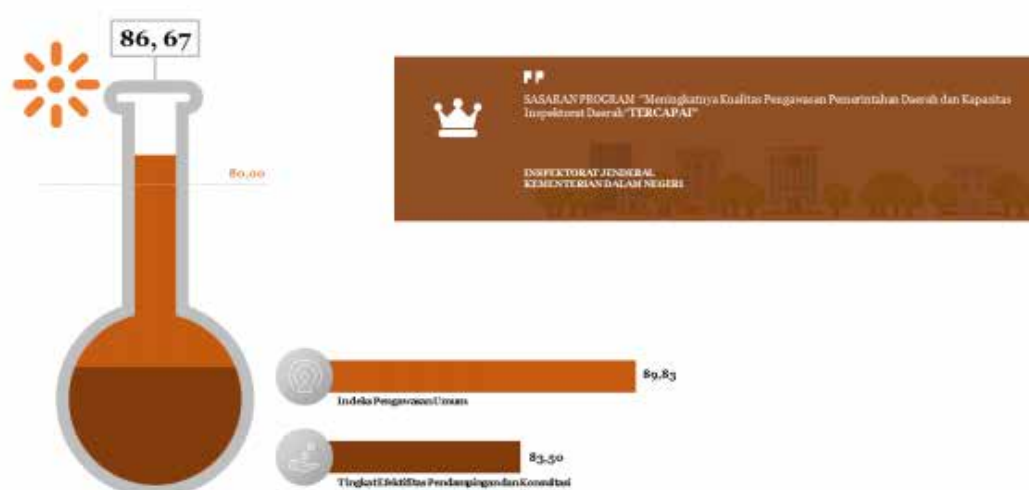 86, 67
80,00
SASARAN PROGRAM "Meningkatnya Kualitas Pengawasan Pemerintahan Daerah dan Kapasitas
Inspektorat Daerah "TERCAPAI"
INSPEKTORAT JENDERAL
KEMENTERIAN DALAM NEGERI
89,83
Indeks Pengawasan Umum
83,50
Tingkat Efektifitas Pendampingan dan Konsultasi